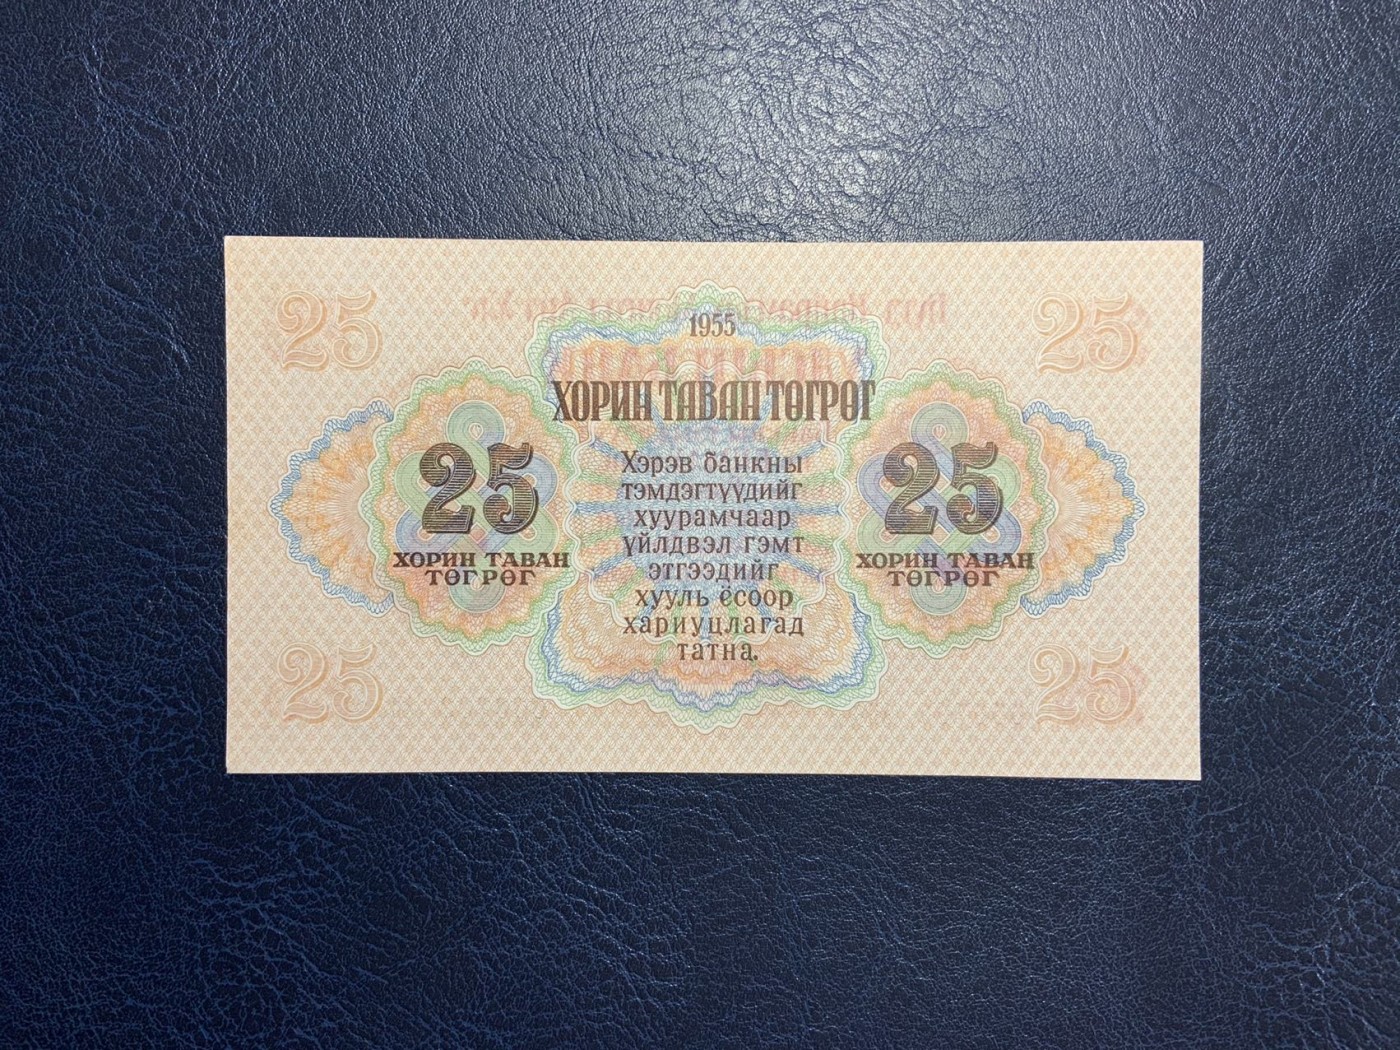 25
25
1955
ХОРИН ТАВАН ТӨГРӨГ
25
ХОРИН ТАВАН
ТӨГРӨГ
Хэрэв банкны
тэмдэгтүүдийг
хуурамчаар
үйлдвэл гэмт
этгээдийг
хууль ёсоор
хариуцлагад
татна.
25
ХОРИН ТАВАН
ТӨГРӨГ
25
25